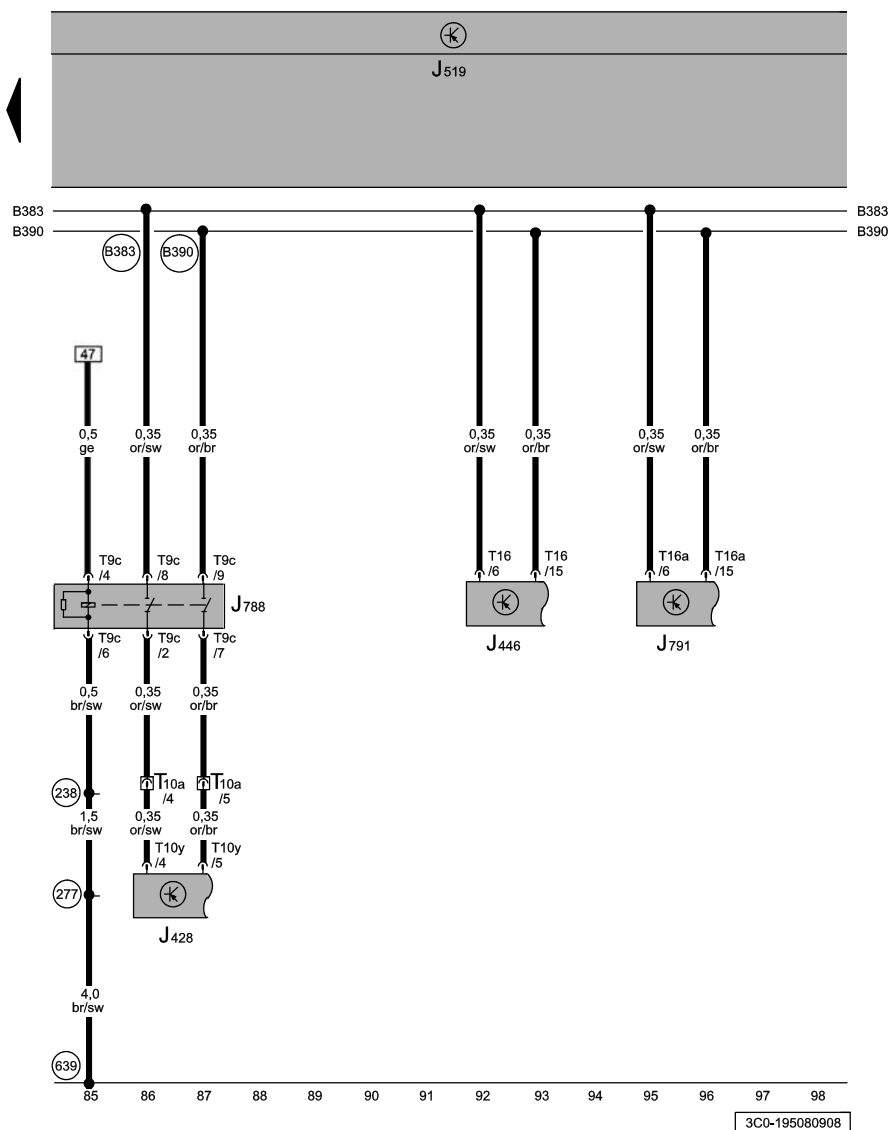 J519
B383 B383
B390 B390
B383 B390
47
0,5 0,35 0,35 0,35 0,35 0,35 0,35
ge or/sw or/br or/sw or/br or/sw or/br
T9c T9c T9c T16 T16 T16a T16a
/4 /8 /9 /6 /15 /6 /15
J788
T9c T9c T9c
/6 /2 /7
J446 J791
0,5 0,35 0,35
br/sw or/sw or/br
T10a T10a
/4 /5
238
1,5 0,35 0,35
br/sw or/sw or/br
T10y T10y
/4 /5
277
J428
4,0
br/sw
639
85 86 87 88 89 90 91 92 93 94 95 96 97 98
3C0-195080908